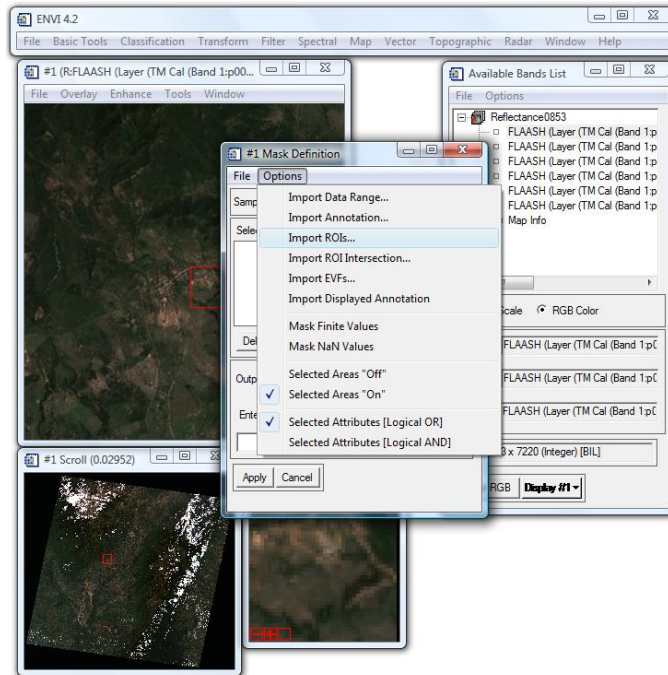 ENVI 4.2
File Basic Tools Classification Transform Filter Spectral Map Vector Topographic Radar Window Help
#1 (R:FLAASH (Layer (TM Cal (Band 1:p00...
File Overlay Enhance Tools Window
Available Bands List
File Options
Reflectance0853
FLAASH (Layer (TM Cal (Band 1:p
FLAASH (Layer (TM Cal (Band 1:p
FLAASH (Layer (TM Cal (Band 1:p
FLAASH (Layer (TM Cal (Band 1:p
FLAASH (Layer (TM Cal (Band 1:p
FLAASH (Layer (TM Cal (Band 1:p
Map Info
RGB Color
FLAASH (Layer (TM Cal (Band 1:p0
FLAASH (Layer (TM Cal (Band 1:p0
FLAASH (Layer (TM Cal (Band 1:p0
x 7220 (Integer) [BIL]
RGB Display #1
#1 Mask Definition
File Options
Import Data Range...
Import Annotation...
Import ROIs...
Import ROI Intersection...
Import EVFs...
Import Displayed Annotation
Mask Finite Values
Mask NaN Values
Selected Areas "Off"
Selected Areas "On"
Selected Attributes [Logical OR]
Selected Attributes [Logical AND]
Apply Cancel
#1 Scroll (0.02952)